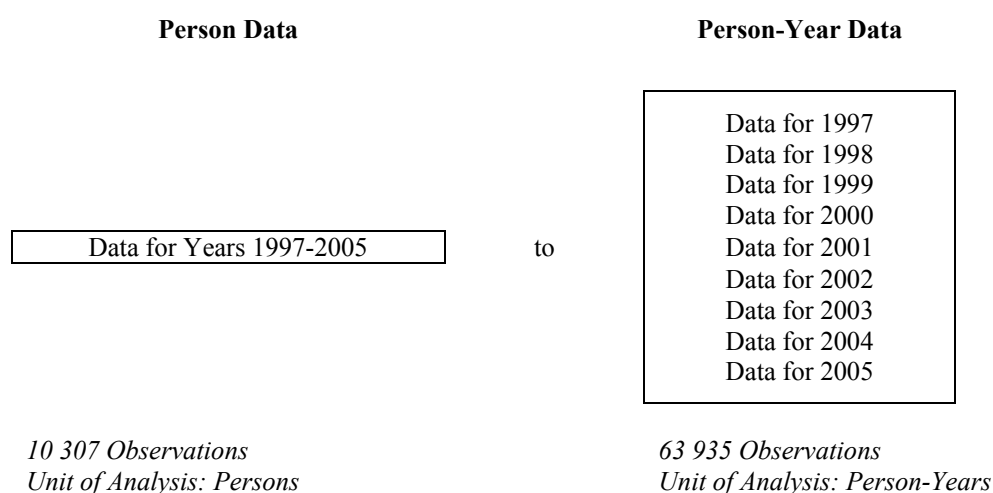 Person Data
Person-Year Data
Data for Years 1997-2005
to
Data for 1997
Data for 1998
Data for 1999
Data for 2000
Data for 2001
Data for 2002
Data for 2003
Data for 2004
Data for 2005
10 307 Observations
Unit of Analysis: Persons
63 935 Observations
Unit of Analysis: Person-Years